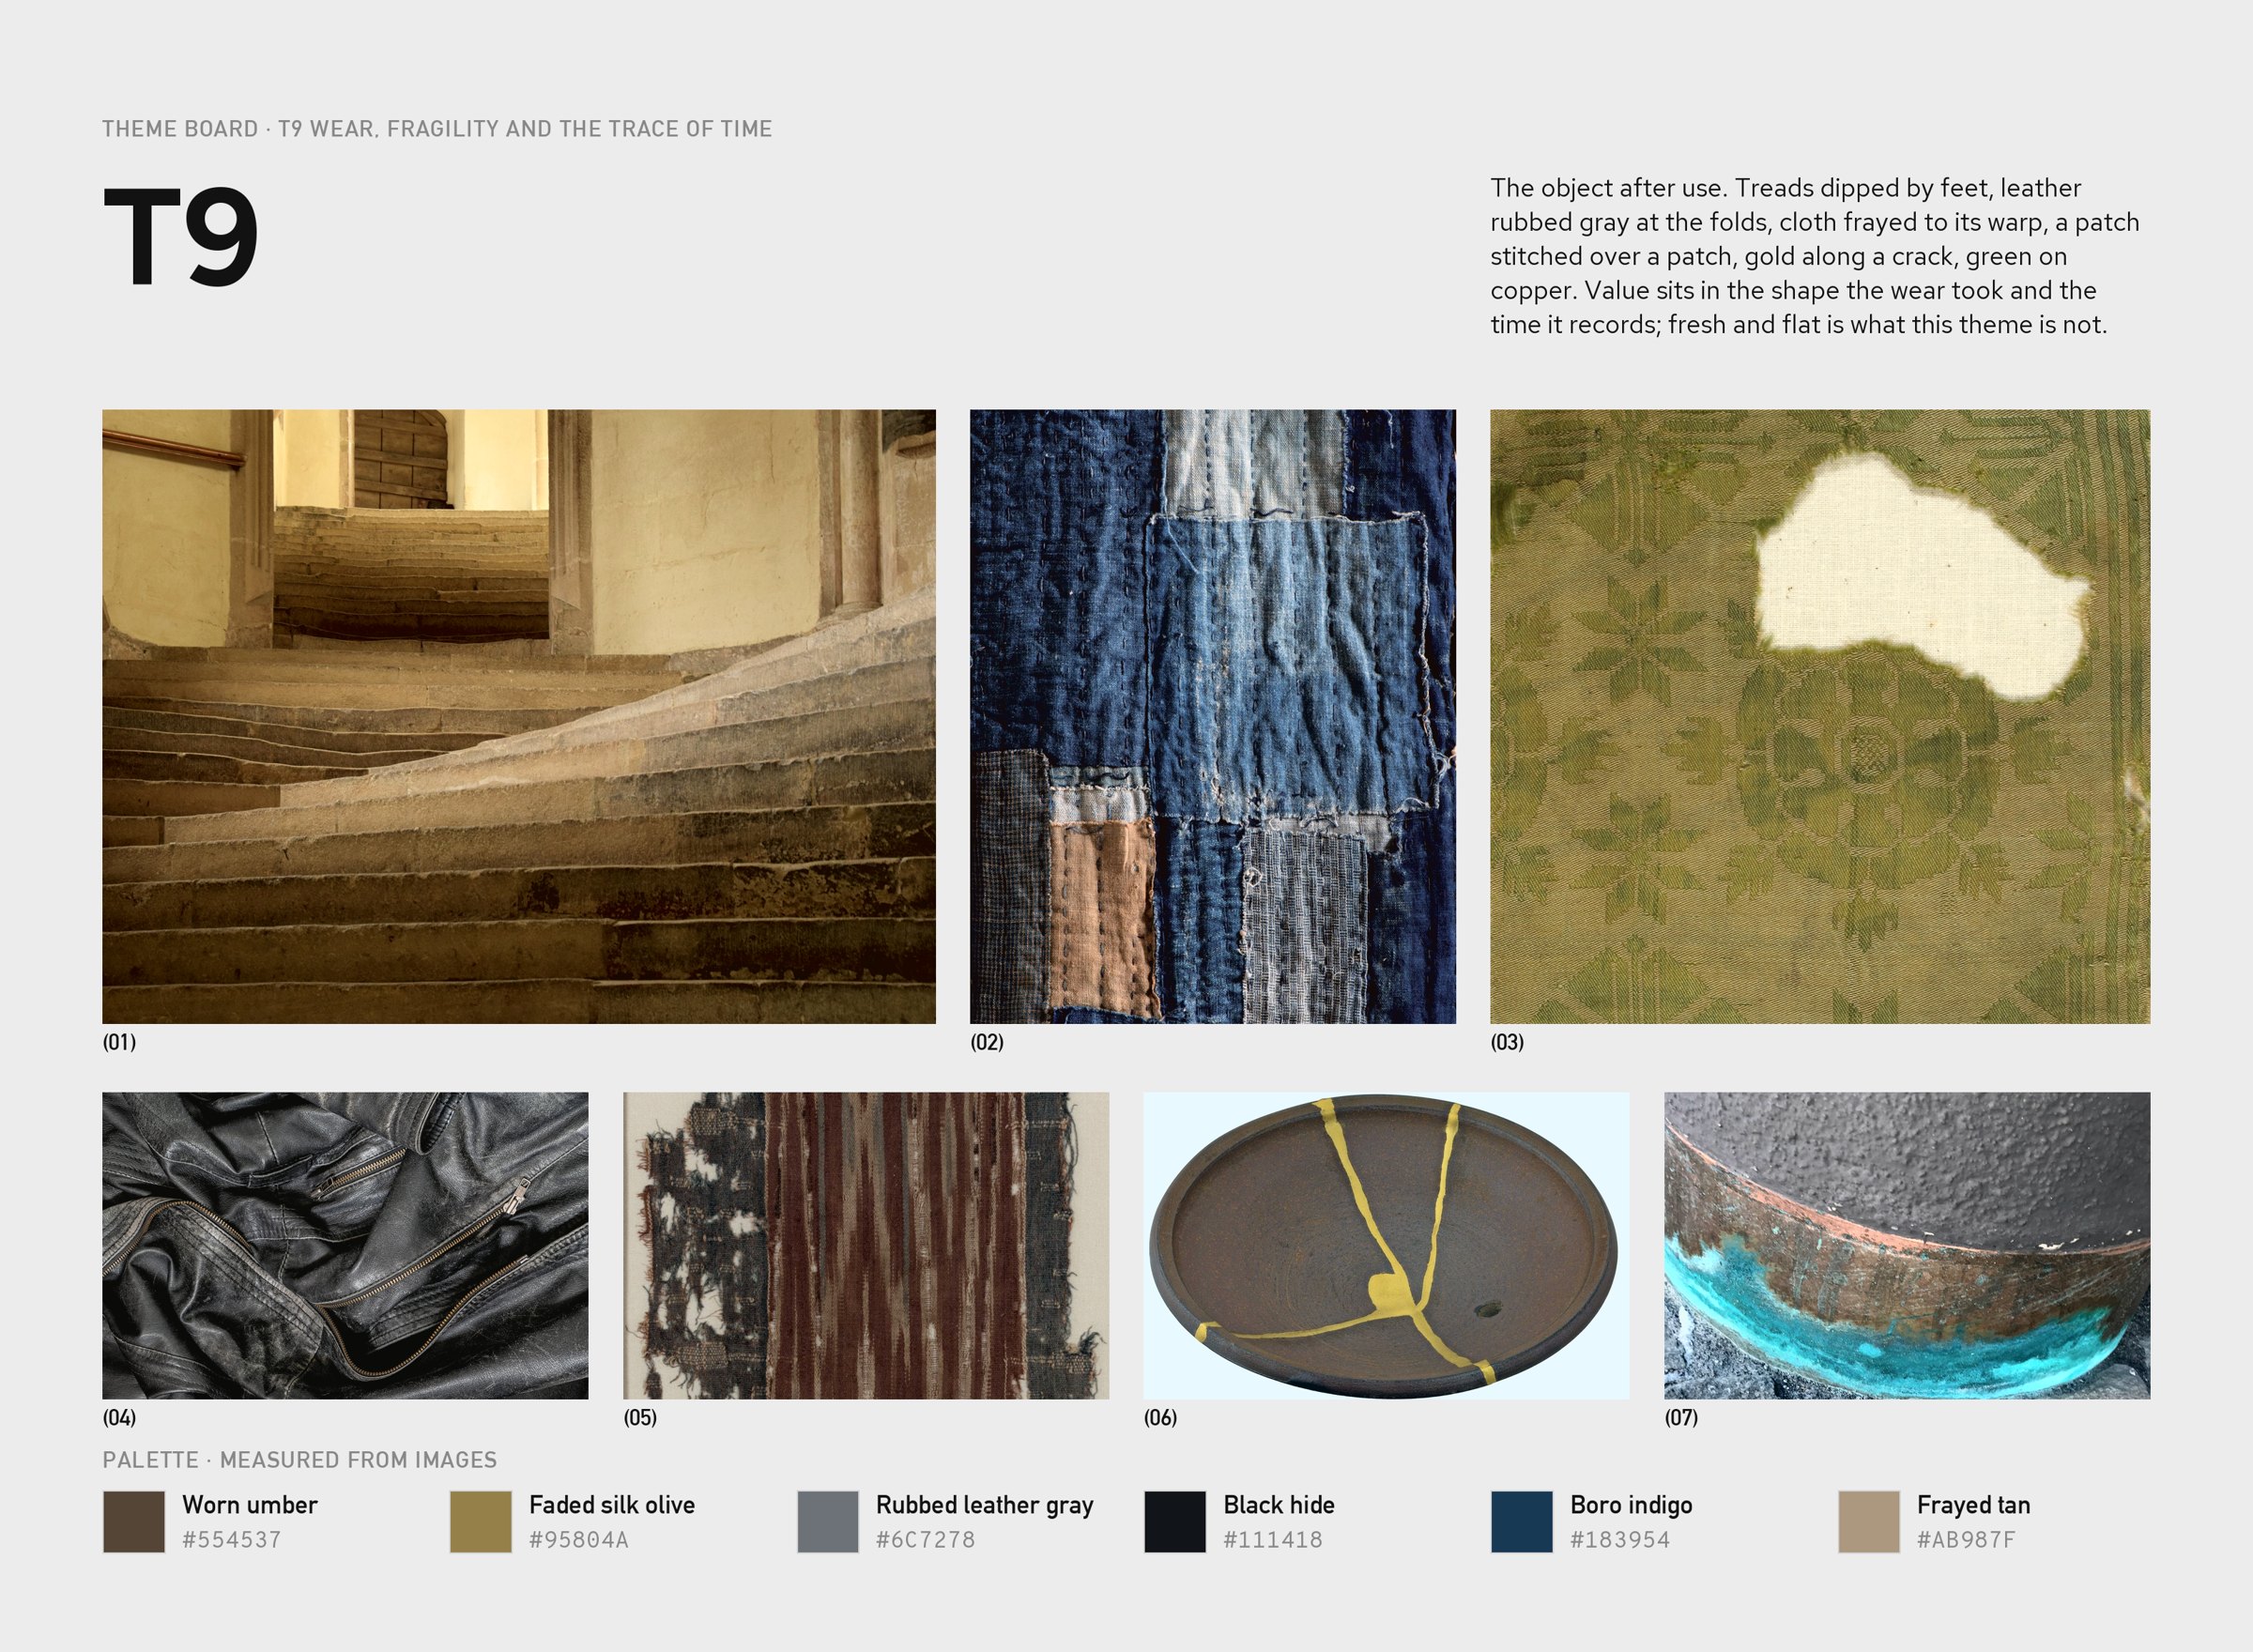 THEME BOARD · T9 WEAR, FRAGILITY AND THE TRACE OF TIME
T9
The object after use. Treads dipped by feet, leather
rubbed gray at the folds, cloth frayed to its warp, a patch
stitched over a patch, gold along a crack, green on
copper. Value sits in the shape the wear took and the
time it records; fresh and flat is what this theme is not.
(01)
(02)
(03)
(04)
(05)
(06)
(07)
PALETTE · MEASURED FROM IMAGES
Worn umber
#554537
Faded silk olive
#95804A
Rubbed leather gray
#6C7278
Black hide
#111418
Boro indigo
#183954
Frayed tan
#AB987F